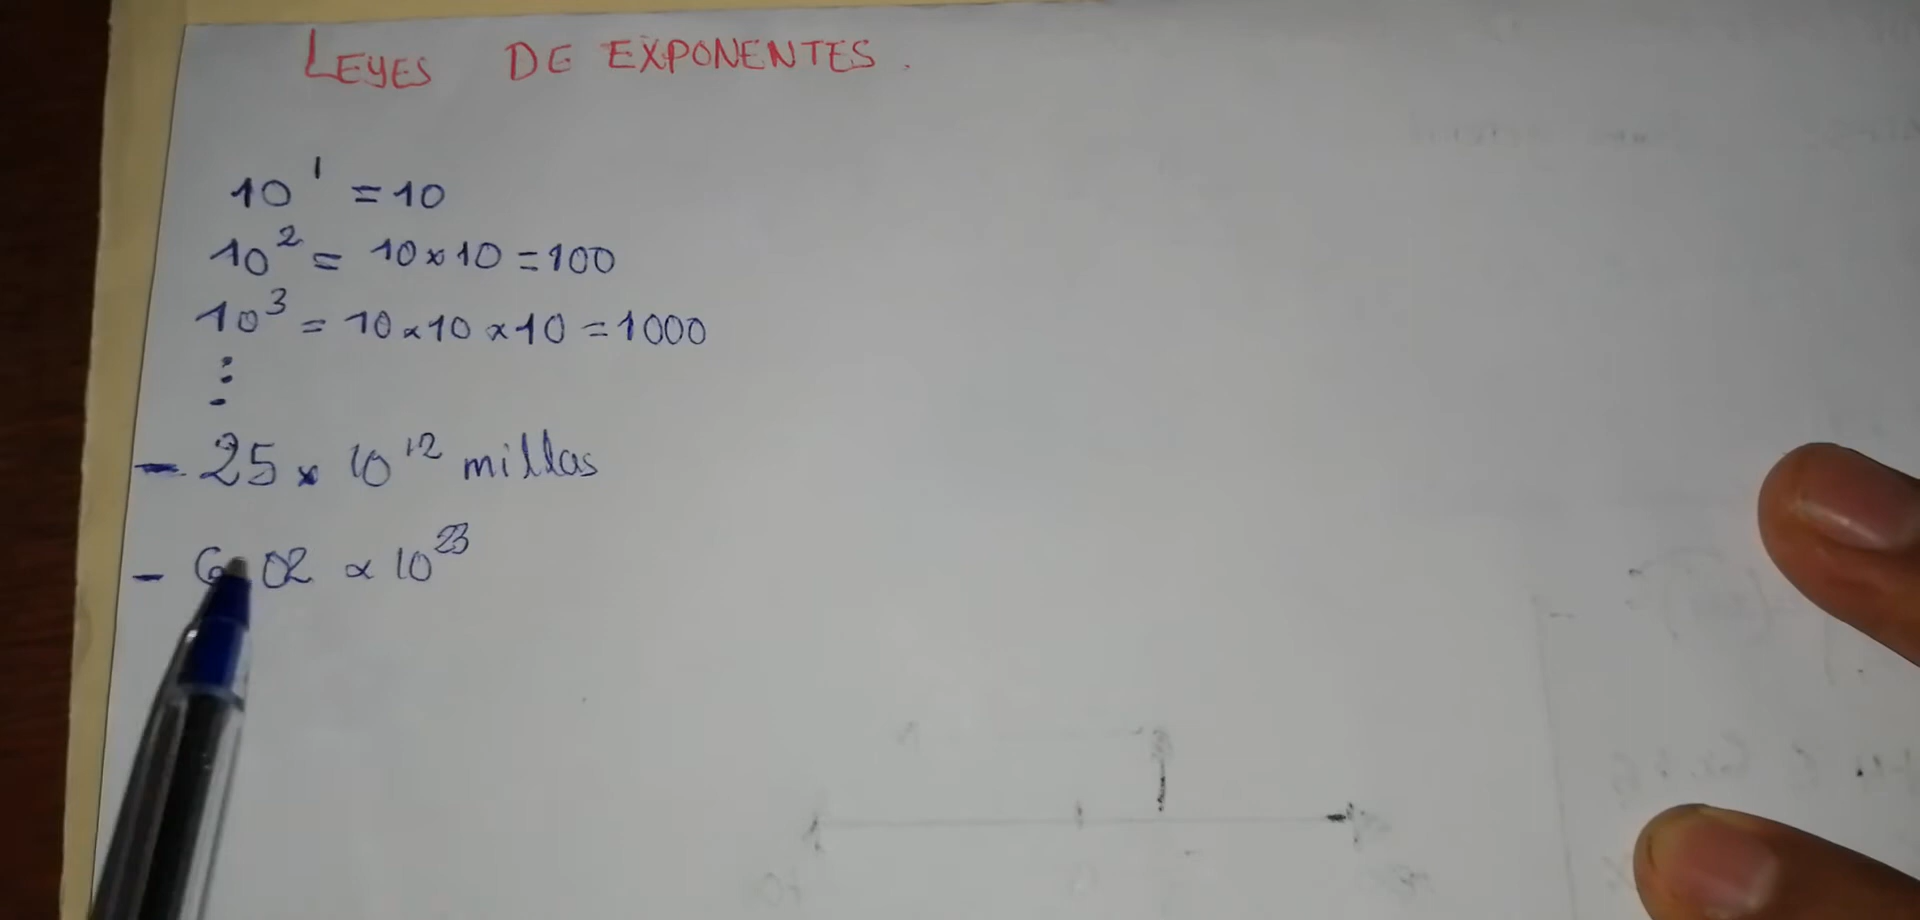 LEYES DE EXPONENTES.
10¹ = 10
10² = 10×10 = 100
10³ = 10×10×10 = 1000
⋮
- 25 × 10¹² millas
- 6.02 × 10²³